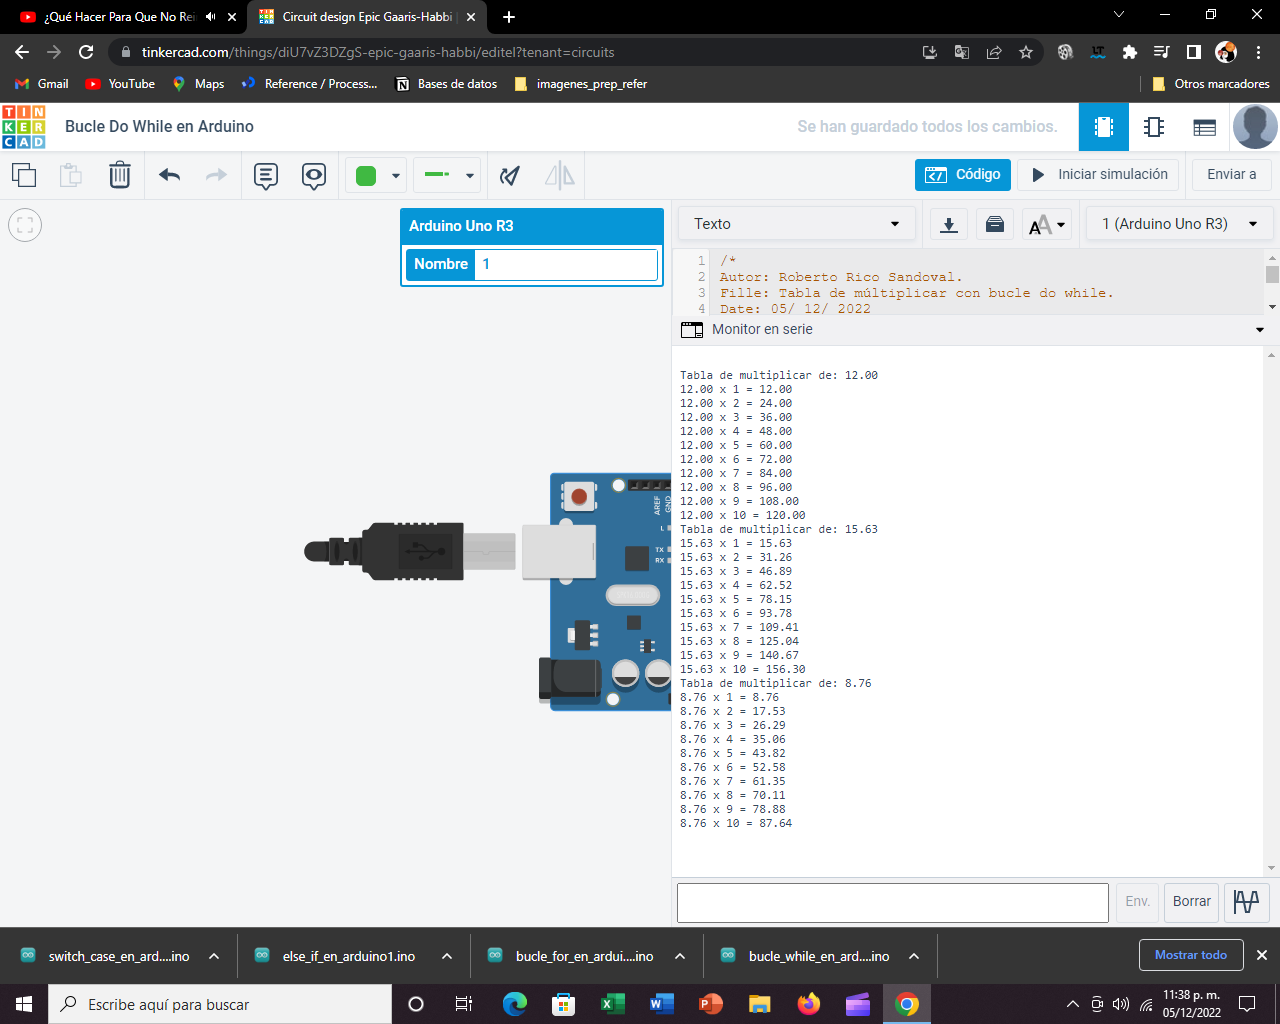 ¿Qué Hacer Para Que No Rei
Circuit design Epic Gaaris-Habbi
tinkercad.com/things/diU7vZ3DZgS-epic-gaaris-habbi/editel?tenant=circuits
Gmail
YouTube
Maps
Reference / Process...
Bases de datos
imagenes_prep_refer
Otros marcadores
TIN
KER
CAD
Bucle Do While en Arduino
Se han guardado todos los cambios.
Código
Iniciar simulación
Enviar a
Arduino Uno R3
Nombre 1
Texto
AA
1 (Arduino Uno R3)
1 /*
2 Autor: Roberto Rico Sandoval.
3 Fille: Tabla de múltiplicar con bucle do while.
4 Date: 05/ 12/ 2022
Monitor en serie
Tabla de multiplicar de: 12.00
12.00 x 1 = 12.00
12.00 x 2 = 24.00
12.00 x 3 = 36.00
12.00 x 4 = 48.00
12.00 x 5 = 60.00
12.00 x 6 = 72.00
12.00 x 7 = 84.00
12.00 x 8 = 96.00
12.00 x 9 = 108.00
12.00 x 10 = 120.00
Tabla de multiplicar de: 15.63
15.63 x 1 = 15.63
15.63 x 2 = 31.26
15.63 x 3 = 46.89
15.63 x 4 = 62.52
15.63 x 5 = 78.15
15.63 x 6 = 93.78
15.63 x 7 = 109.41
15.63 x 8 = 125.04
15.63 x 9 = 140.67
15.63 x 10 = 156.30
Tabla de multiplicar de: 8.76
8.76 x 1 = 8.76
8.76 x 2 = 17.53
8.76 x 3 = 26.29
8.76 x 4 = 35.06
8.76 x 5 = 43.82
8.76 x 6 = 52.58
8.76 x 7 = 61.35
8.76 x 8 = 70.11
8.76 x 9 = 78.88
8.76 x 10 = 87.64
AREF
GND
L
TX
RX
Env.
Borrar
switch_case_en_ard....ino
else_if_en_arduino1.ino
bucle_for_en_ardui....ino
bucle_while_en_ard....ino
Mostrar todo
Escribe aquí para buscar
11:38 p. m.
05/12/2022